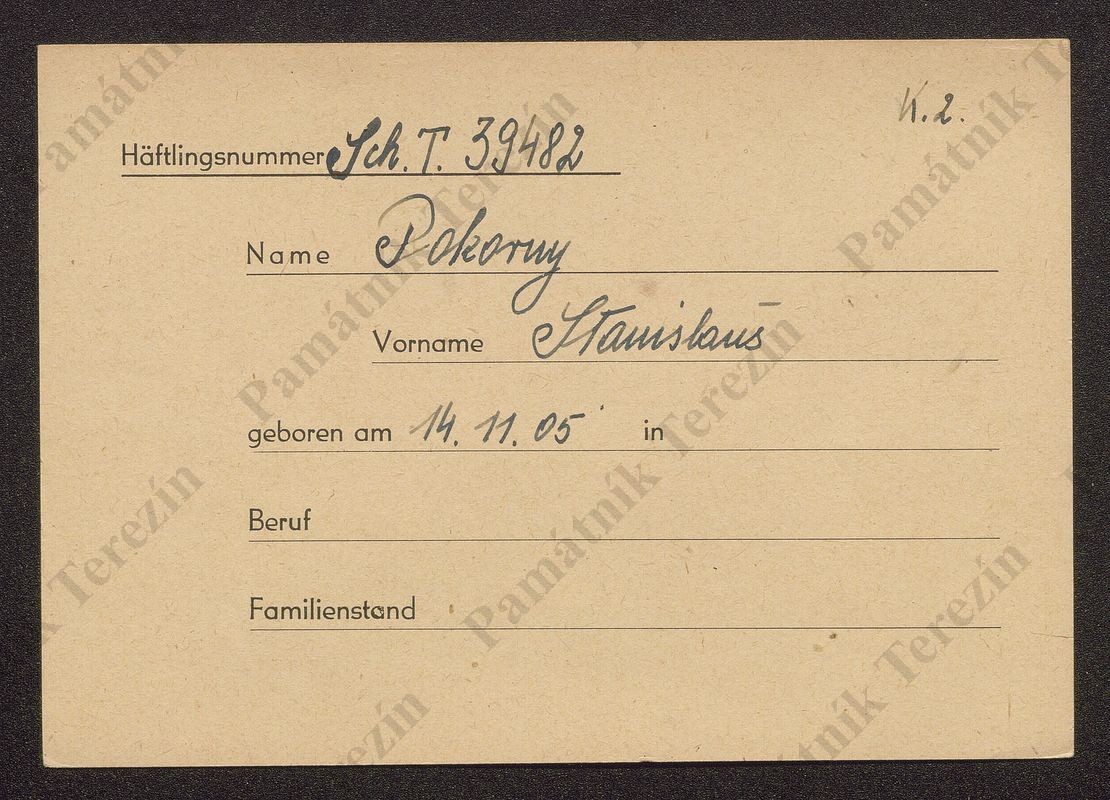 K. 2.
Häftlingsnummer Sch. T. 39482
Name Pokorny
Vorname Stanislaus
geboren am 14. 11. 05 in
Beruf
Familienstand
Památník Terezín